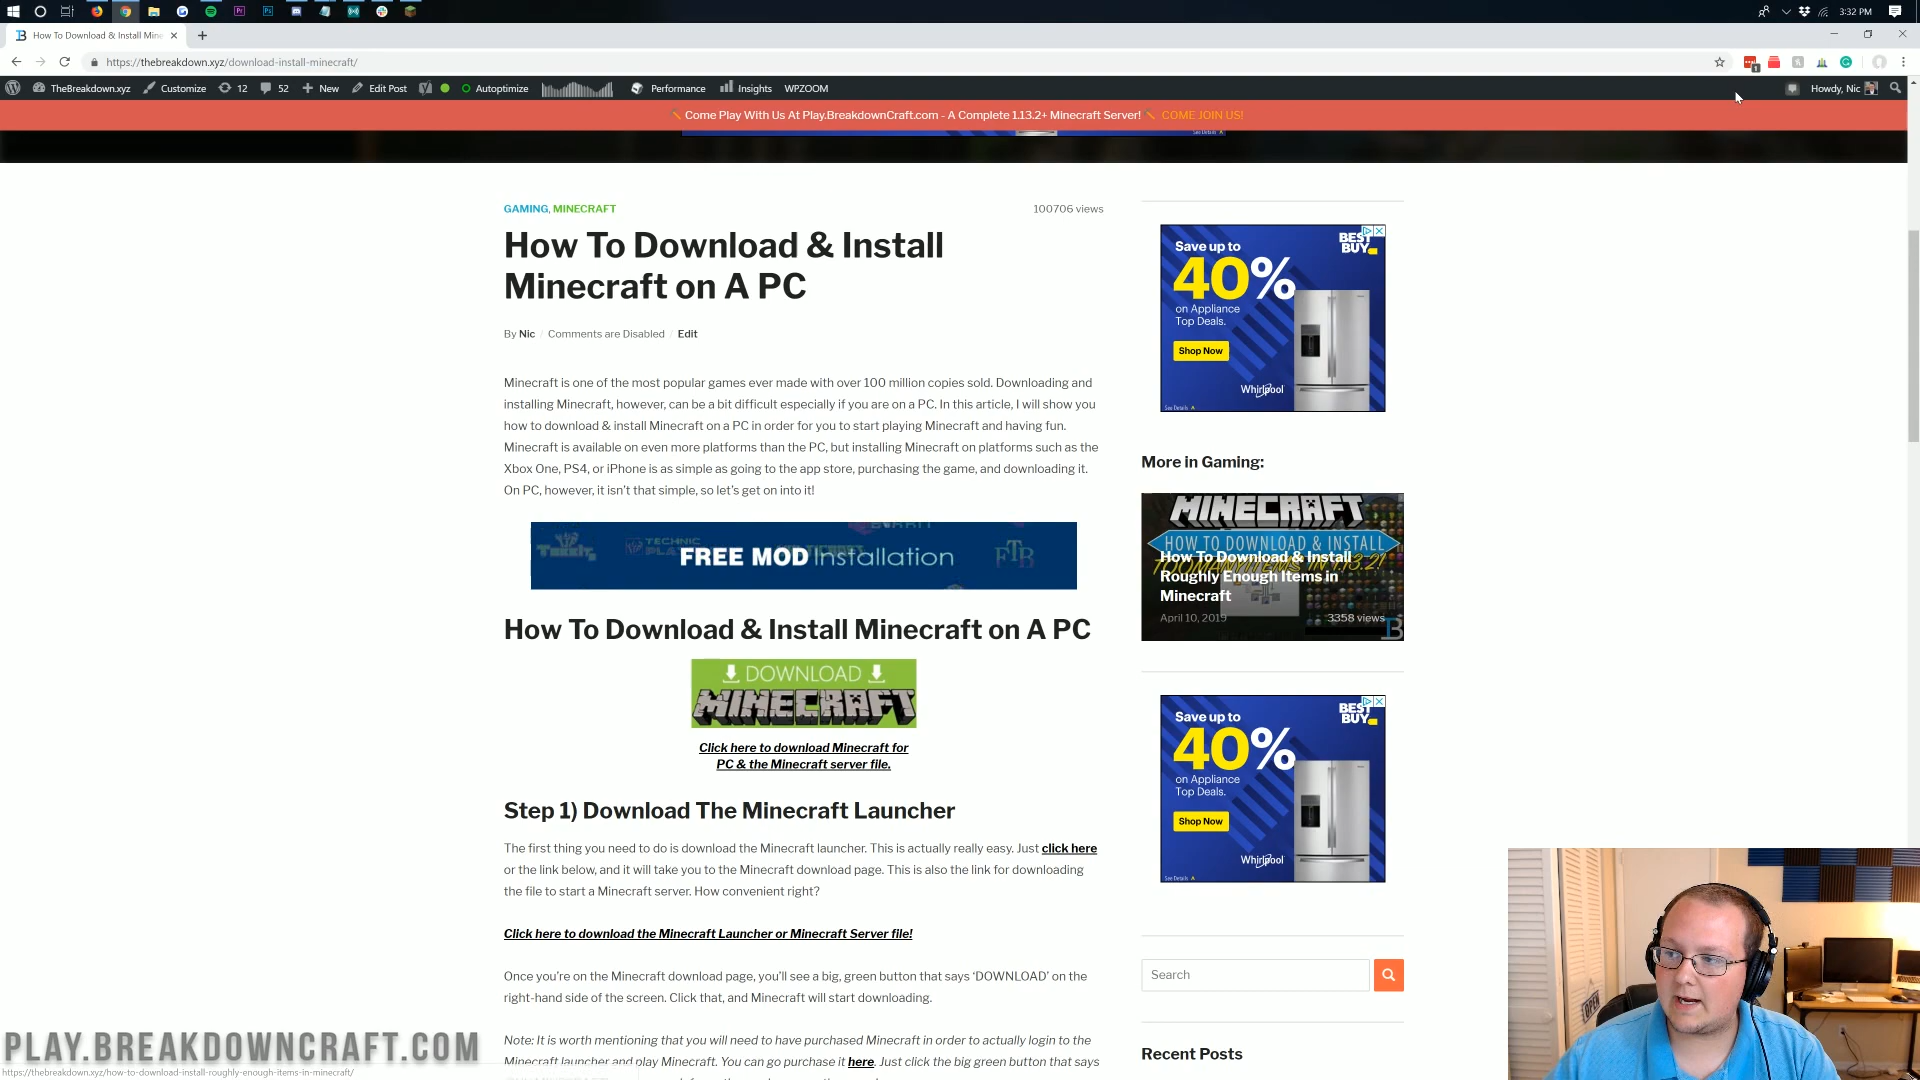 3:32 PM
How To Download & Install Mine
https://thebreakdown.xyz/download-install-minecraft/
TheBreakdown.xyz Customize 12 52 New Edit Post Autoptimize Performance Insights WPZOOM Howdy, Nic
Come Play With Us At Play.BreakdownCraft.com - A Complete 1.13.2+ Minecraft Server! COME JOIN US!
See Details
GAMING, MINECRAFT 100706 views
How To Download & Install
Minecraft on A PC
By Nic / Comments are Disabled / Edit
Minecraft is one of the most popular games ever made with over 100 million copies sold. Downloading and
installing Minecraft, however, can be a bit difficult especially if you are on a PC. In this article, I will show you
how to download & install Minecraft on a PC in order for you to start playing Minecraft and having fun.
Minecraft is available on even more platforms than the PC, but installing Minecraft on platforms such as the
Xbox One, PS4, or iPhone is as simple as going to the app store, purchasing the game, and downloading it.
On PC, however, it isn't that simple, so let's get on into it!
FREE MOD Installation
FTB
How To Download & Install Minecraft on A PC
DOWNLOAD
MINECRAFT
Click here to download Minecraft for
PC & the Minecraft server file.
Step 1) Download The Minecraft Launcher
The first thing you need to do is download the Minecraft launcher. This is actually really easy. Just click here
or the link below, and it will take you to the Minecraft download page. This is also the link for downloading
the file to start a Minecraft server. How convenient right?
Click here to download the Minecraft Launcher or Minecraft Server file!
Once you're on the Minecraft download page, you'll see a big, green button that says 'DOWNLOAD' on the
right-hand side of the screen. Click that, and Minecraft will start downloading.
Note: It is worth mentioning that you will need to have purchased Minecraft in order to actually login to the
Minecraft launcher and play Minecraft. You can go purchase it here. Just click the big green button that says
Save up to
BEST BUY
40%
on Appliance
Top Deals.
Shop Now
Whirlpool
See Details
More in Gaming:
MINECRAFT
HOW TO DOWNLOAD & INSTALL
TOOMANYITEMS IN 1.13.2!
How To Download & Install
Roughly Enough Items in
Minecraft
April 10, 2019 3358 views
Save up to
BEST BUY
40%
on Appliance
Top Deals.
Shop Now
Whirlpool
See Details
Search
Recent Posts
OPEN
PLAY.BREAKDOWNCRAFT.COM
https://thebreakdown.xyz/how-to-download-install-roughly-enough-items-in-minecraft/